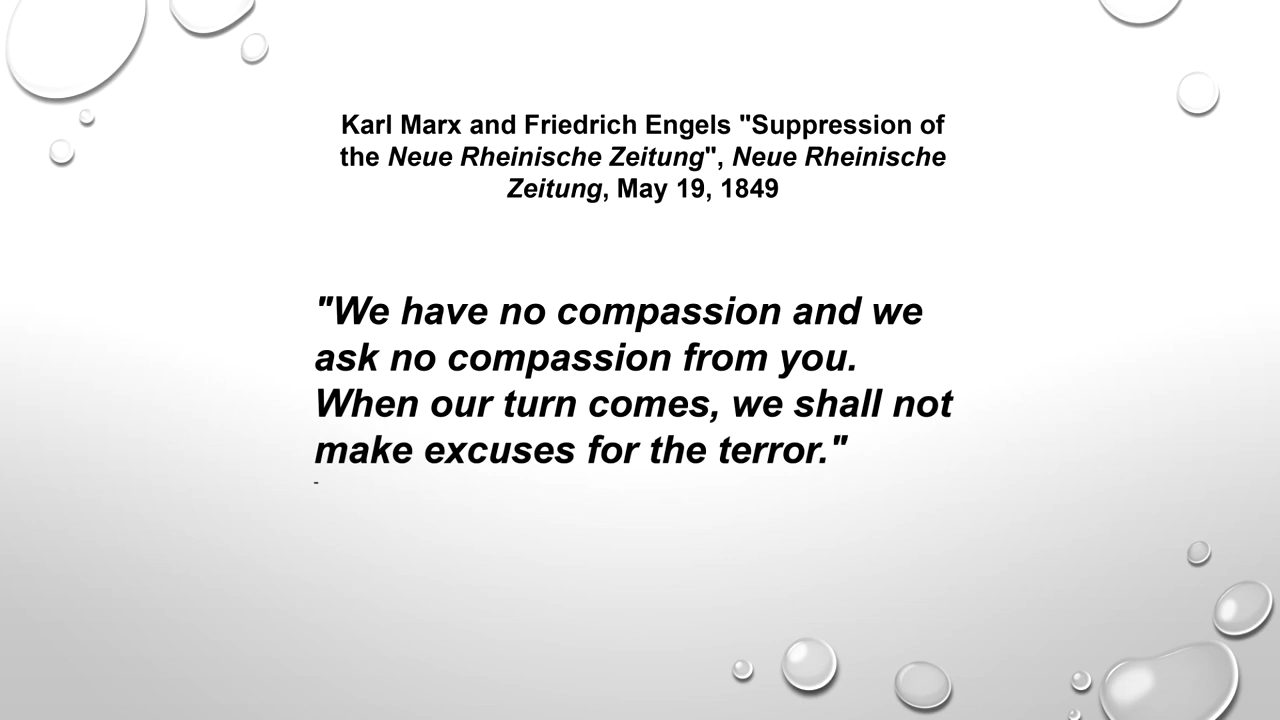 Karl Marx and Friedrich Engels "Suppression of
the Neue Rheinische Zeitung", Neue Rheinische
Zeitung, May 19, 1849
"We have no compassion and we
ask no compassion from you.
When our turn comes, we shall not
make excuses for the terror."
-